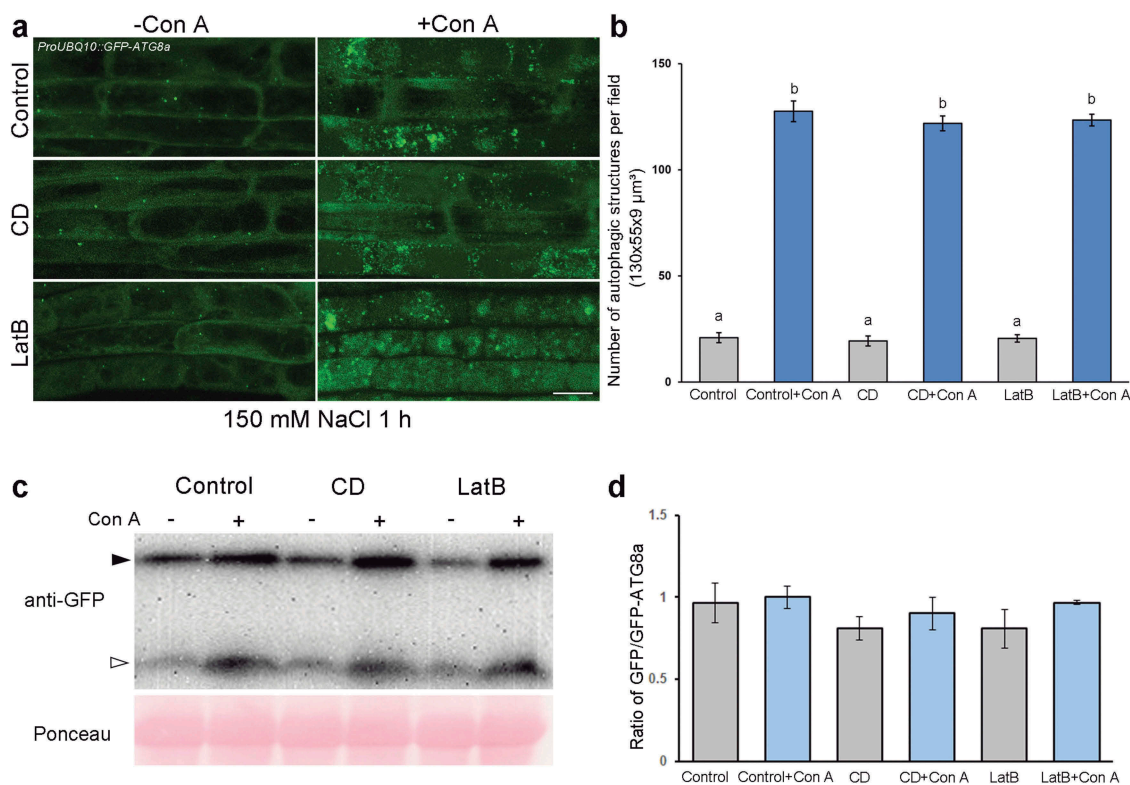 a
-Con A
+Con A
ProUBQ10::GFP-ATG8a
Control
CD
LatB
150 mM NaCl 1 h
b
Number of autophagic structures per field
(130x55x9 µm³)
150
100
50
0
a
b
a
b
a
b
Control
Control+Con A
CD
CD+Con A
LatB
LatB+Con A
c
Control CD LatB
Con A - + - + - +
anti-GFP
Ponceau
d
Ratio of GFP/GFP-ATG8a
1.5
1
0.5
0
Control
Control+Con A
CD
CD+Con A
LatB
LatB+Con A